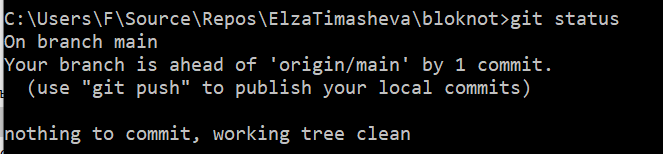 C:\Users\F\Source\Repos\ElzaTimasheva\bloknot>git status
On branch main
Your branch is ahead of 'origin/main' by 1 commit.
  (use "git push" to publish your local commits)

nothing to commit, working tree clean